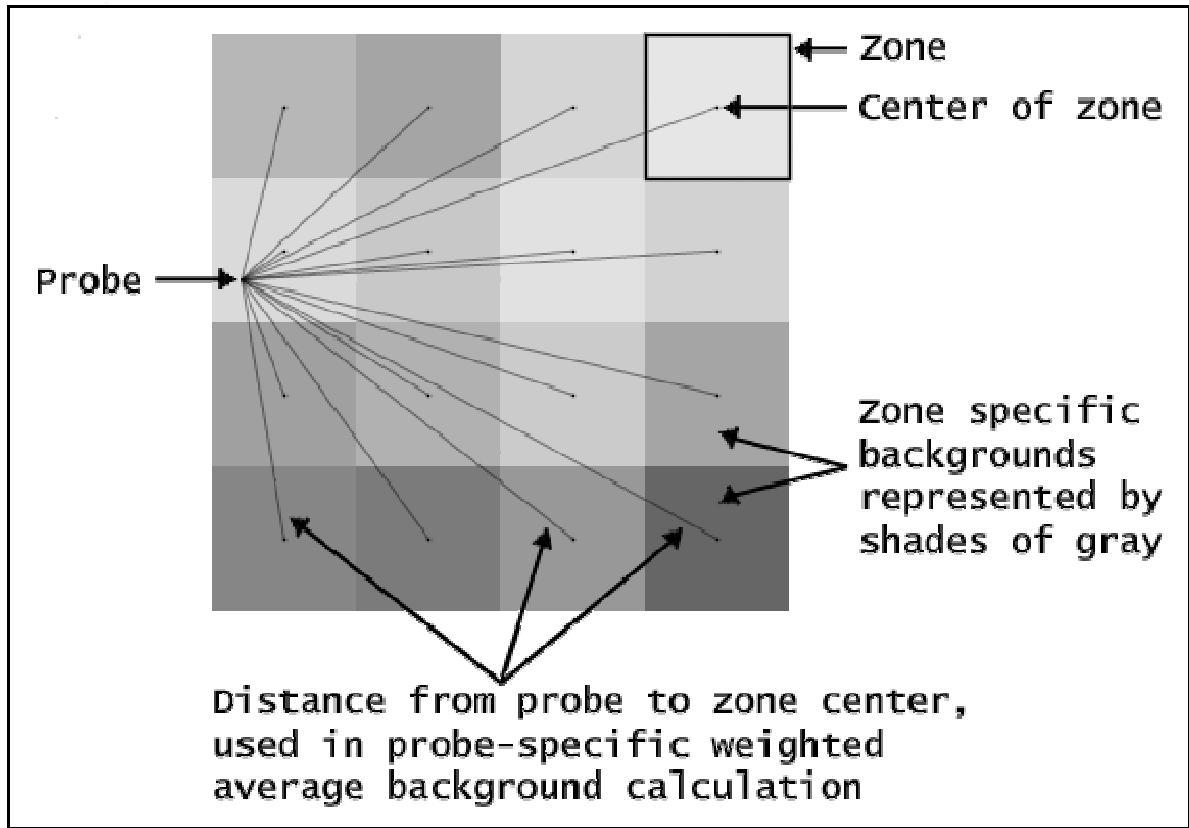 Zone
Center of zone
Probe
Zone specific
backgrounds
represented by
shades of gray
Distance from probe to zone center,
used in probe-specific weighted
average background calculation